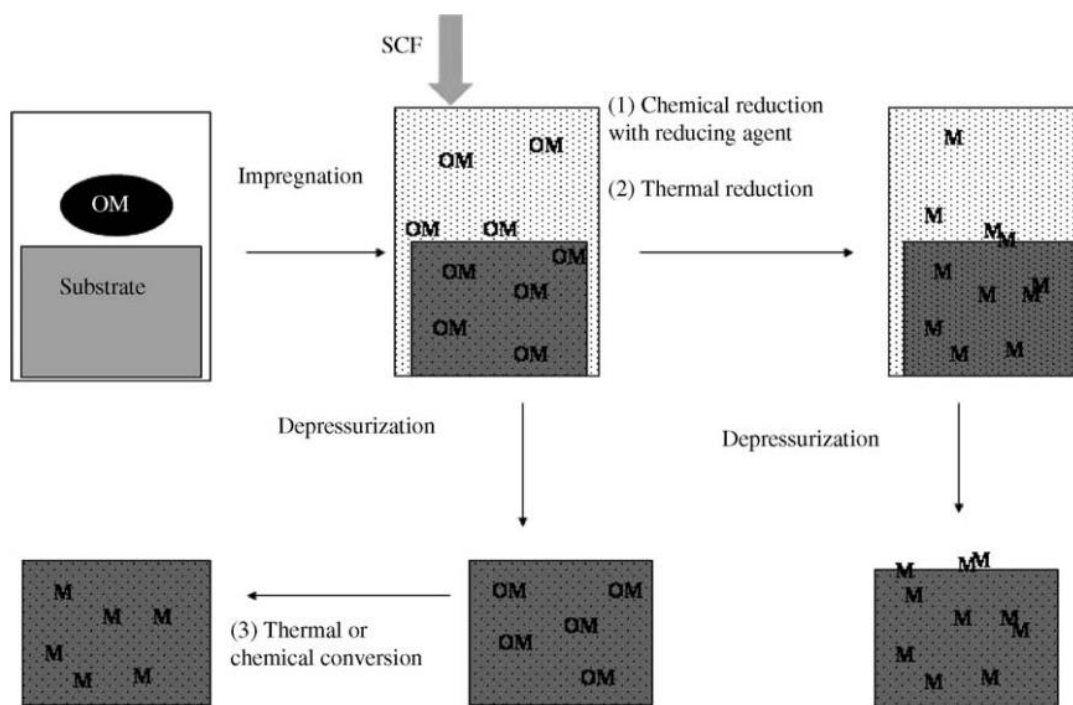 SCF
(1) Chemical reduction
with reducing agent
(2) Thermal reduction
OM
Substrate
Impregnation
OM
OM
OM
OM
OM
OM
OM
OM
OM
M
M
M
M
M
M
M
M
M
M
M
Depressurization
Depressurization
M
M
M
M
M
M
(3) Thermal or
chemical conversion
OM
OM
OM
OM
OM
M
M
M
M
M
M
M
M
M
M